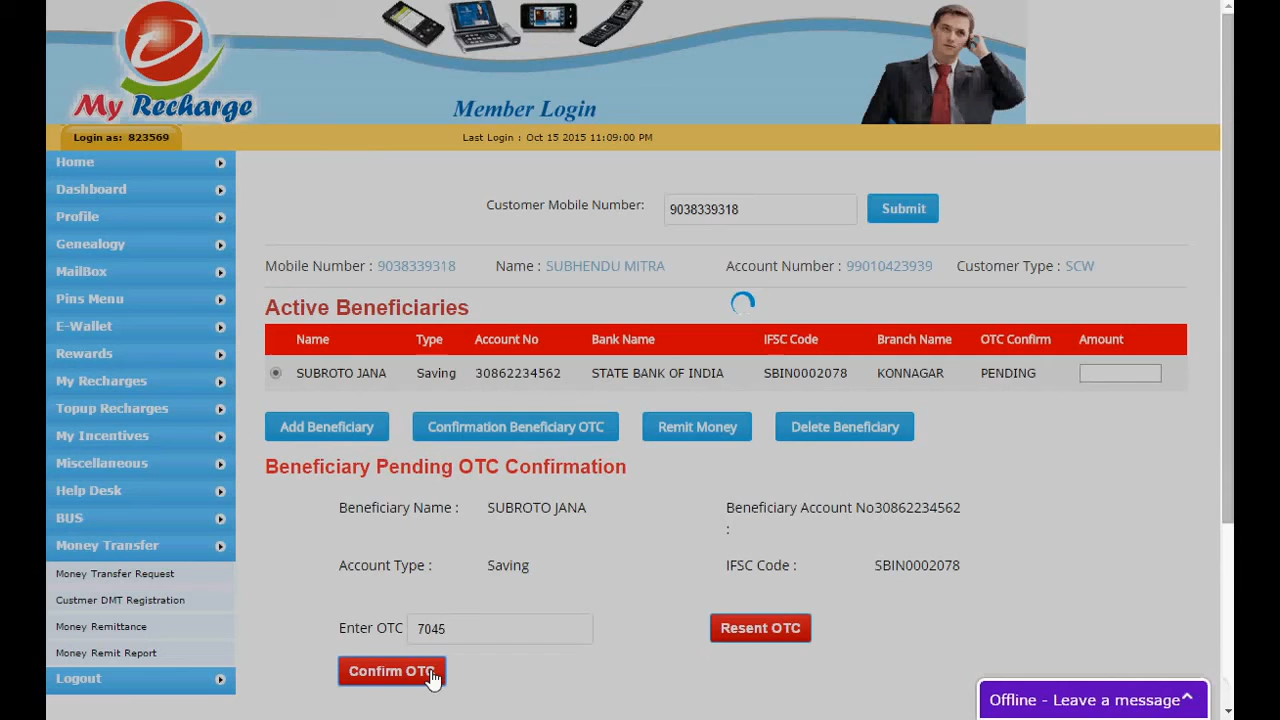 My Recharge
Member Login
Login as: 823569
Last Login : Oct 15 2015 11:09:00 PM
Home
Dashboard
Profile
Genealogy
MailBox
Pins Menu
E-Wallet
Rewards
My Recharges
Topup Recharges
My Incentives
Miscellaneous
Help Desk
BUS
Money Transfer
Money Transfer Request
Custmer DMT Registration
Money Remittance
Money Remit Report
Logout
Customer Mobile Number: 9038339318 Submit
Mobile Number : 9038339318 Name : SUBHENDU MITRA Account Number : 99010423939 Customer Type : SCW
Active Beneficiaries
Name Type Account No Bank Name IFSC Code Branch Name OTC Confirm Amount
SUBROTO JANA Saving 30862234562 STATE BANK OF INDIA SBIN0002078 KONNAGAR PENDING
Add Beneficiary Confirmation Beneficiary OTC Remit Money Delete Beneficiary
Beneficiary Pending OTC Confirmation
Beneficiary Name : SUBROTO JANA Beneficiary Account No30862234562
:
Account Type : Saving IFSC Code : SBIN0002078
Enter OTC 7045 Resent OTC
Confirm OTC
Offline - Leave a message